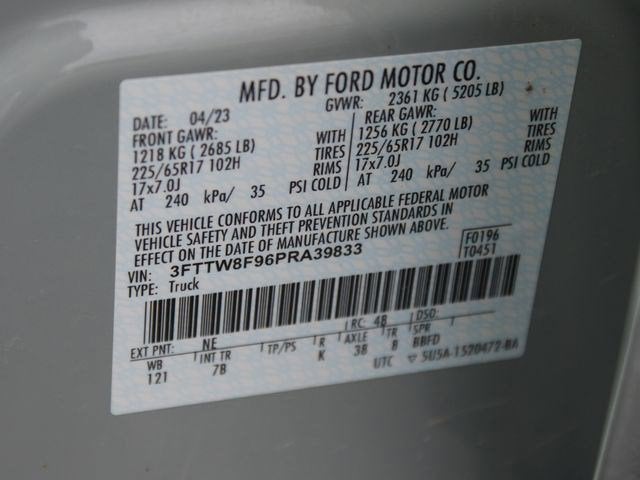 MFD. BY FORD MOTOR CO.
DATE: 04/23 GVWR: 2361 KG ( 5205 LB)
FRONT GAWR: REAR GAWR:
1218 KG ( 2685 LB) WITH 1256 KG ( 2770 LB) WITH
225/65R17 102H TIRES 225/65R17 102H TIRES
17x7.0J RIMS 17x7.0J RIMS
AT 240 kPa/ 35 PSI COLD AT 240 kPa/ 35 PSI COLD
THIS VEHICLE CONFORMS TO ALL APPLICABLE FEDERAL MOTOR
VEHICLE SAFETY AND THEFT PREVENTION STANDARDS IN
EFFECT ON THE DATE OF MANUFACTURE SHOWN ABOVE.
VIN: 3FTTW8F96PRA39833 F0196
TYPE: Truck T0451
EXT PNT: NE RC: 48 DSO:
WB INT TR TP/PS R AXLE TR SPR
121 7B K 3B B BBFD
UTC 5U5A-1520472-BA